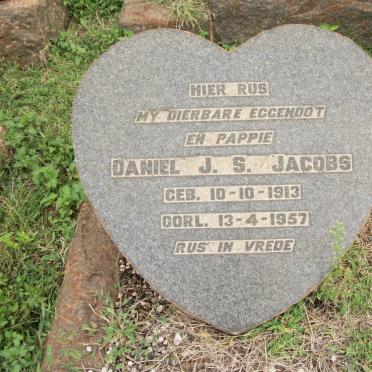 HIER RUS
MY DIERBARE EGGENOOT
EN PAPPIE
DANIEL J. S. JACOBS
GEB. 10-10-1913
OORL. 13-4-1957
RUS IN VREDE